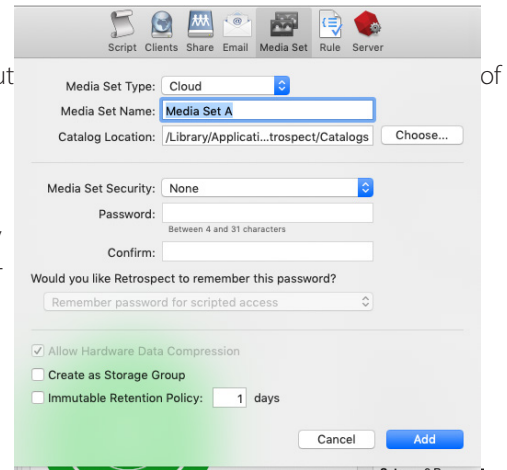 Script Clients Share Email Media Set Rule Server
ut
of
Media Set Type: Cloud
Media Set Name: Media Set A
Catalog Location: /Library/Applicati...trospect/Catalogs Choose...
Media Set Security: None
Password:
Between 4 and 31 characters
Confirm:
Would you like Retrospect to remember this password?
Remember password for scripted access
Allow Hardware Data Compression
Create as Storage Group
Immutable Retention Policy: 1 days
Cancel Add